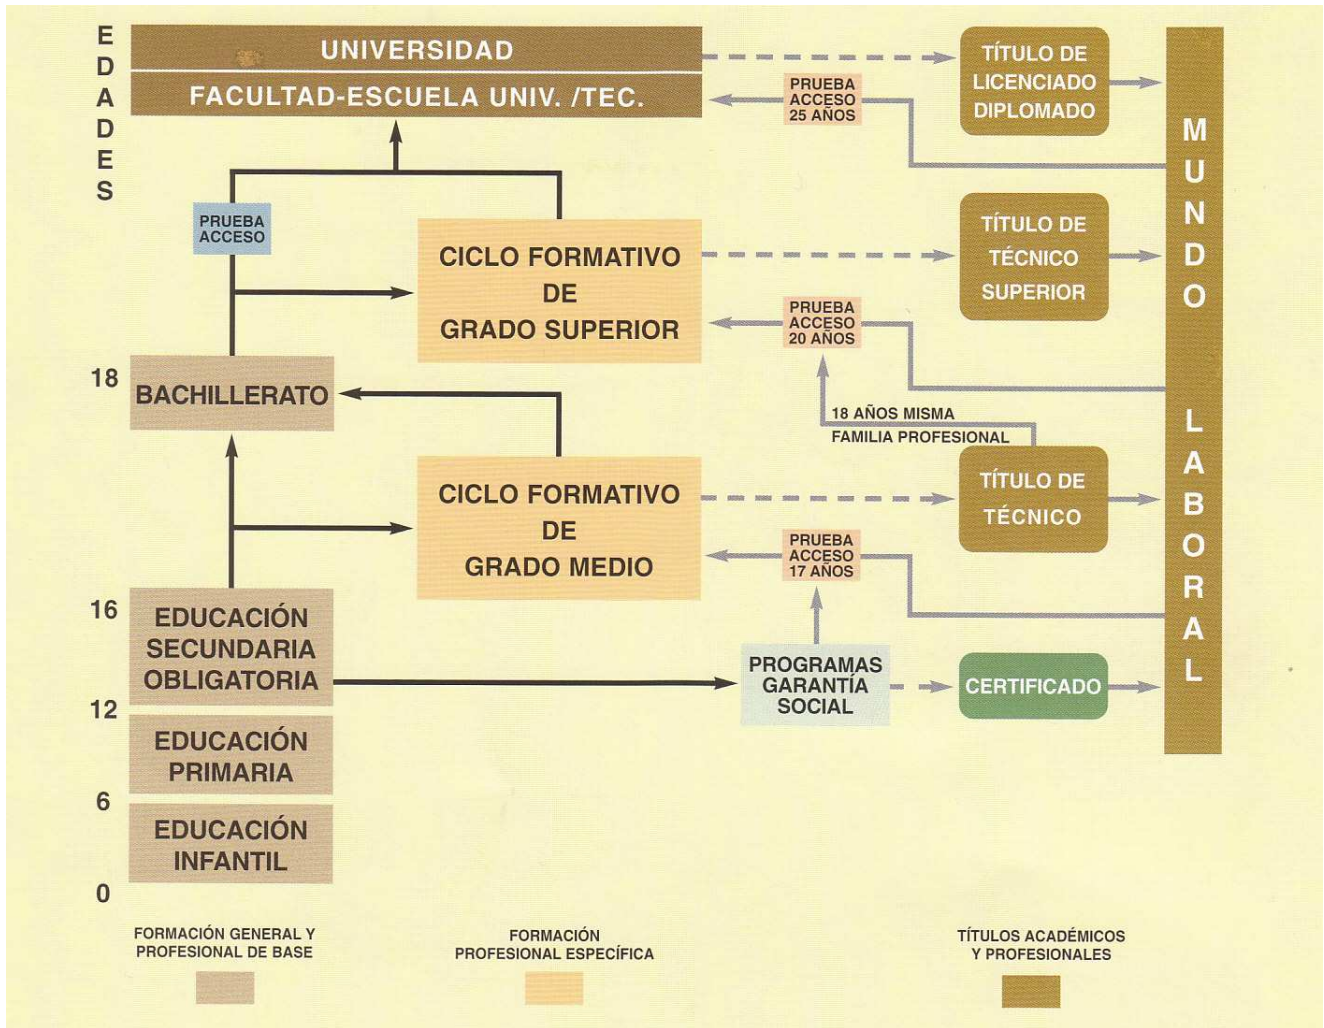 EDADES
UNIVERSIDAD
FACULTAD-ESCUELA UNIV. /TEC.
PRUEBA
ACCESO
25 AÑOS
TÍTULO DE
LICENCIADO
DIPLOMADO
MUNDO LABORAL
PRUEBA
ACCESO
CICLO FORMATIVO
DE
GRADO SUPERIOR
TÍTULO DE
TÉCNICO
SUPERIOR
PRUEBA
ACCESO
20 AÑOS
18
BACHILLERATO
18 AÑOS MISMA
FAMILIA PROFESIONAL
CICLO FORMATIVO
DE
GRADO MEDIO
TÍTULO DE
TÉCNICO
PRUEBA
ACCESO
17 AÑOS
16
EDUCACIÓN
SECUNDARIA
OBLIGATORIA
PROGRAMAS
GARANTÍA
SOCIAL
CERTIFICADO
12
EDUCACIÓN
PRIMARIA
6
EDUCACIÓN
INFANTIL
0
FORMACIÓN GENERAL Y
PROFESIONAL DE BASE
FORMACIÓN
PROFESIONAL ESPECÍFICA
TÍTULOS ACADÉMICOS
Y PROFESIONALES